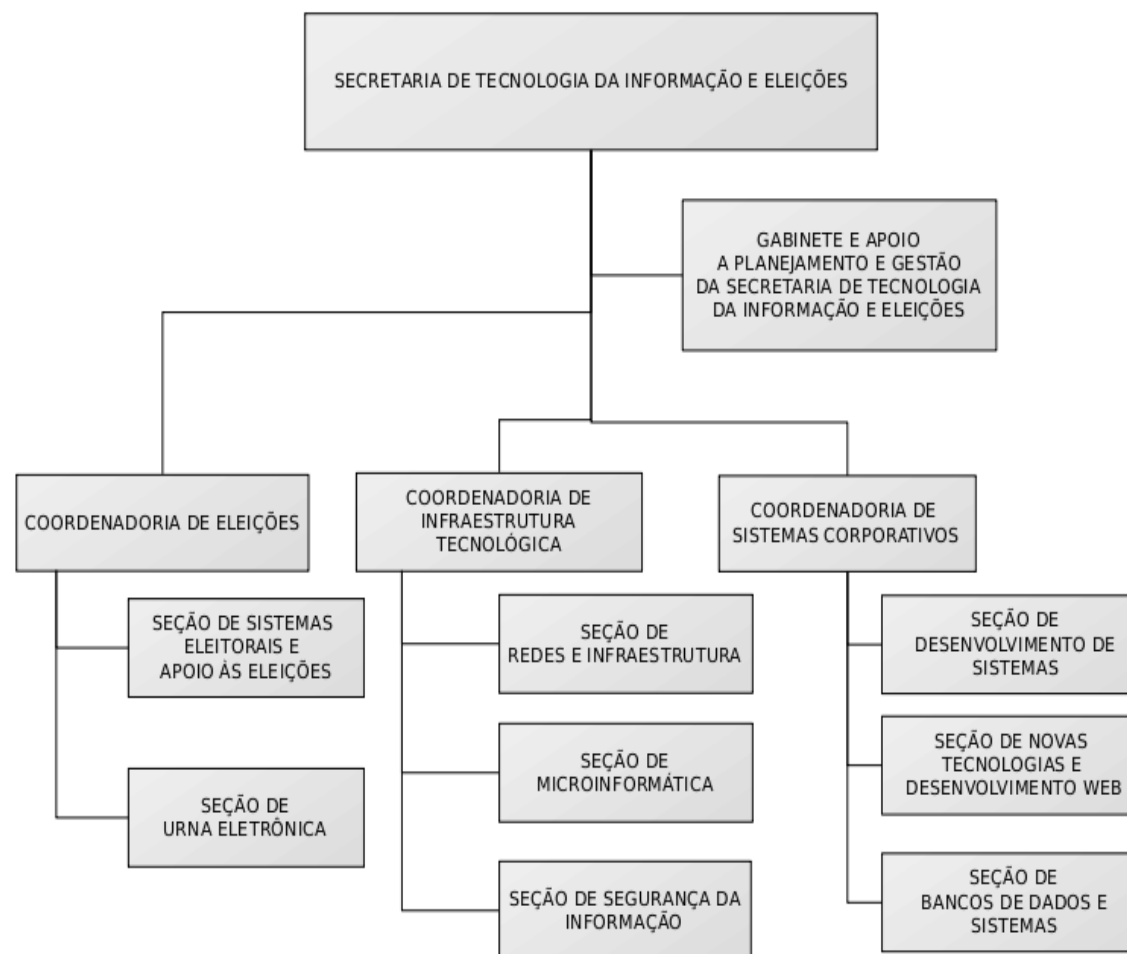 SECRETARIA DE TECNOLOGIA DA INFORMAÇÃO E ELEIÇÕES
GABINETE E APOIO
A PLANEJAMENTO E GESTÃO
DA SECRETARIA DE TECNOLOGIA
DA INFORMAÇÃO E ELEIÇÕES
COORDENADORIA DE ELEIÇÕES
SEÇÃO DE SISTEMAS
ELEITORAIS E
APOIO ÀS ELEIÇÕES
SEÇÃO DE
URNA ELETRÔNICA
COORDENADORIA DE
INFRAESTRUTURA
TECNOLÓGICA
SEÇÃO DE
REDES E INFRAESTRUTURA
SEÇÃO DE
MICROINFORMÁTICA
SEÇÃO DE SEGURANÇA DA
INFORMAÇÃO
COORDENADORIA DE
SISTEMAS CORPORATIVOS
SEÇÃO DE
DESENVOLVIMENTO DE
SISTEMAS
SEÇÃO DE NOVAS
TECNOLOGIAS E
DESENVOLVIMENTO WEB
SEÇÃO DE
BANCOS DE DADOS E
SISTEMAS